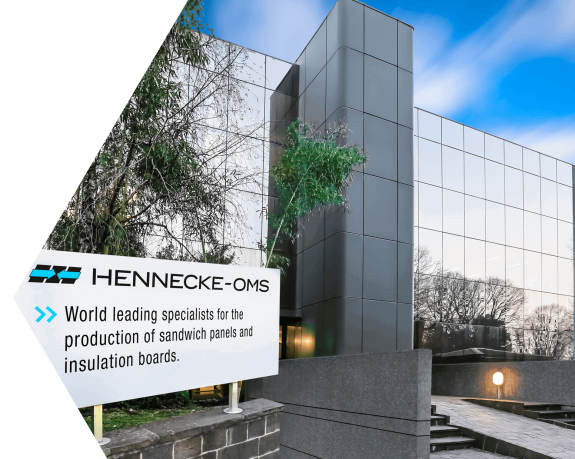 HENNECKE-OMS
World leading specialists for the
production of sandwich panels and
insulation boards.